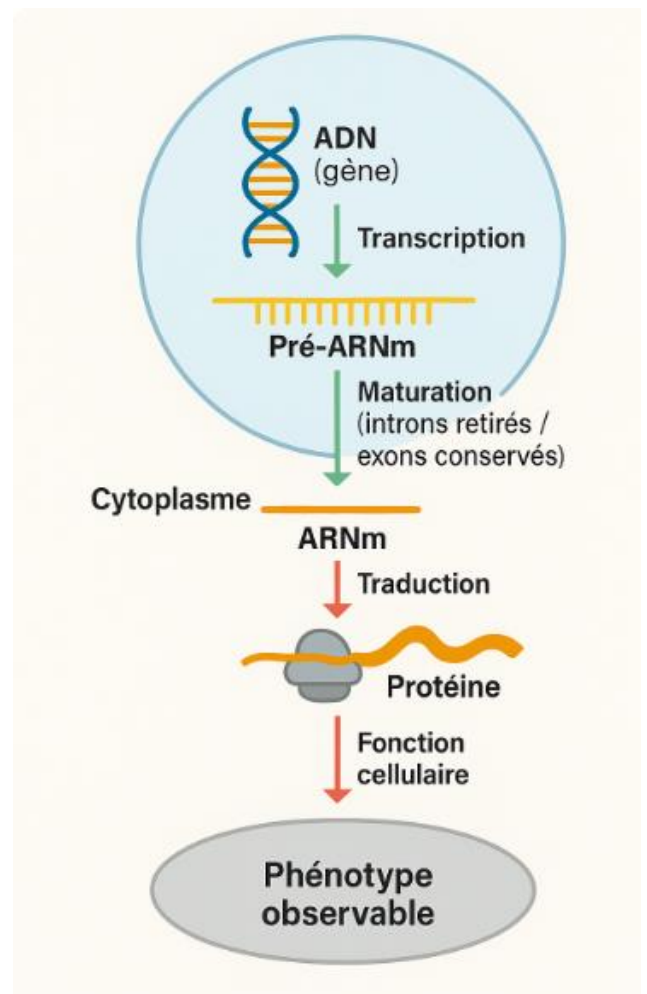 ADN
(gène)
Transcription
Pré-ARNm
Maturation
(introns retirés /
exons conservés)
Cytoplasme
ARNm
Traduction
Protéine
Fonction
cellulaire
Phénotype
observable